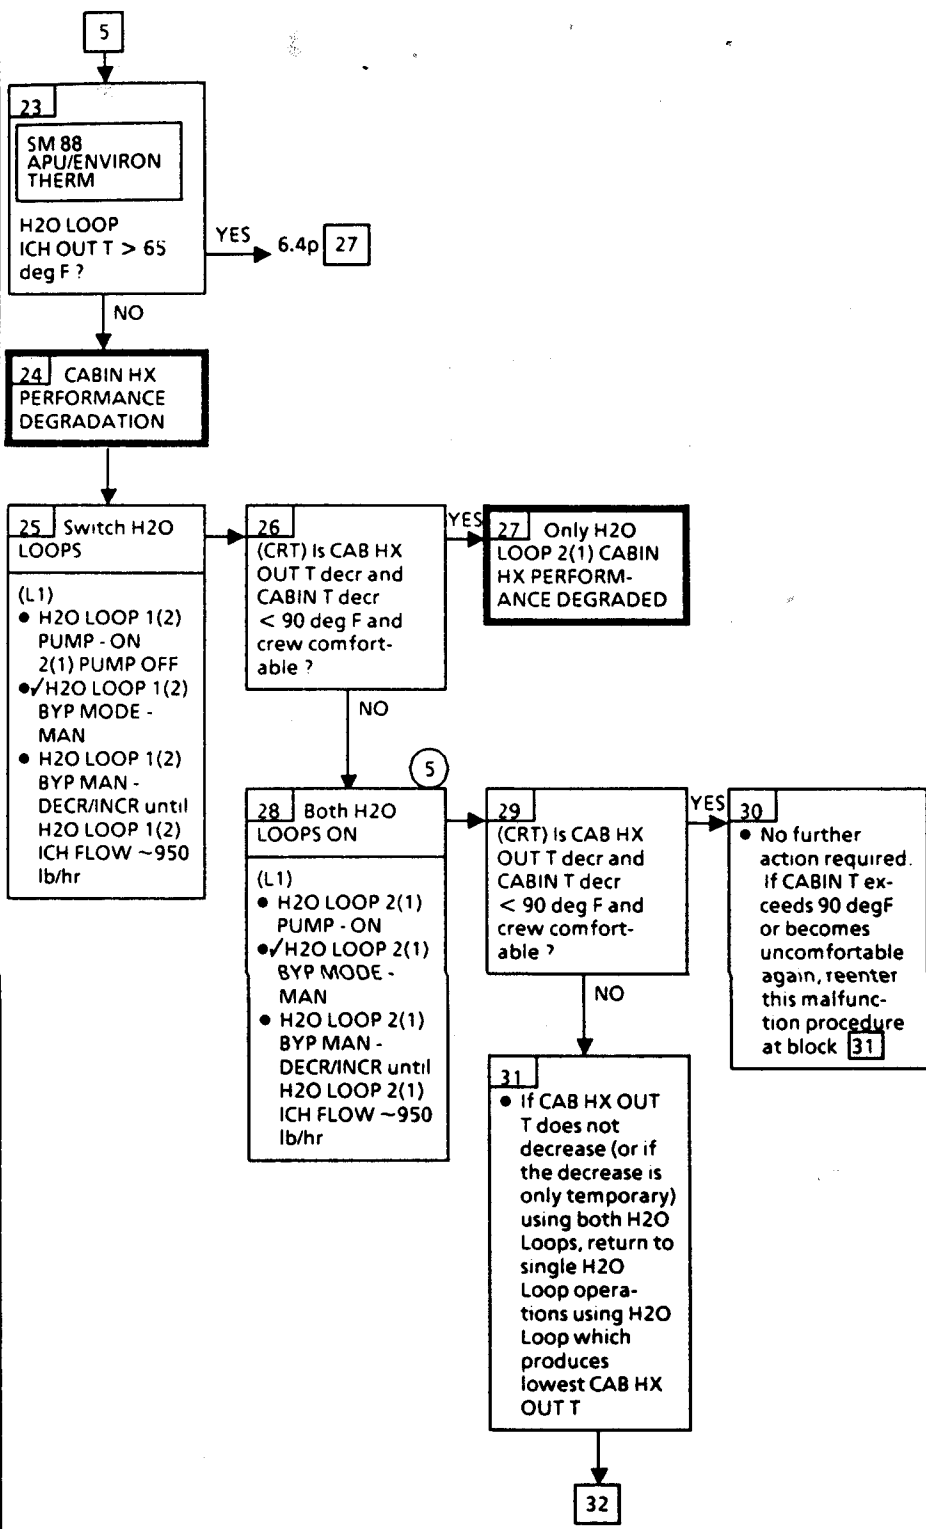 5
23
SM 88
APU/ENVIRON
THERM
H2O LOOP
ICH OUT T > 65
deg F ?
YES
6.4p 27
NO
24 CABIN HX
PERFORMANCE
DEGRADATION
25 Switch H2O
LOOPS
(L1)
● H2O LOOP 1(2)
PUMP - ON
2(1) PUMP OFF
●✓H2O LOOP 1(2)
BYP MODE -
MAN
● H2O LOOP 1(2)
BYP MAN -
DECR/INCR until
H2O LOOP 1(2)
ICH FLOW ~950
lb/hr
26
(CRT) Is CAB HX
OUT T decr and
CABIN T decr
< 90 deg F and
crew comfort-
able ?
YES
27 Only H2O
LOOP 2(1) CABIN
HX PERFORM-
ANCE DEGRADED
NO
5
28 Both H2O
LOOPS ON
(L1)
● H2O LOOP 2(1)
PUMP - ON
●✓H2O LOOP 2(1)
BYP MODE -
MAN
● H2O LOOP 2(1)
BYP MAN -
DECR/INCR until
H2O LOOP 2(1)
ICH FLOW ~950
lb/hr
29
(CRT) Is CAB HX
OUT T decr and
CABIN T decr
< 90 deg F and
crew comfort-
able ?
YES
30
● No further
action required.
If CABIN T ex-
ceeds 90 degF
or becomes
uncomfortable
again, reenter
this malfunc-
tion procedure
at block 31
NO
31
● If CAB HX OUT
T does not
decrease (or if
the decrease is
only temporary)
using both H2O
Loops, return to
single H2O
Loop opera-
tions using H2O
Loop which
produces
lowest CAB HX
OUT T
32